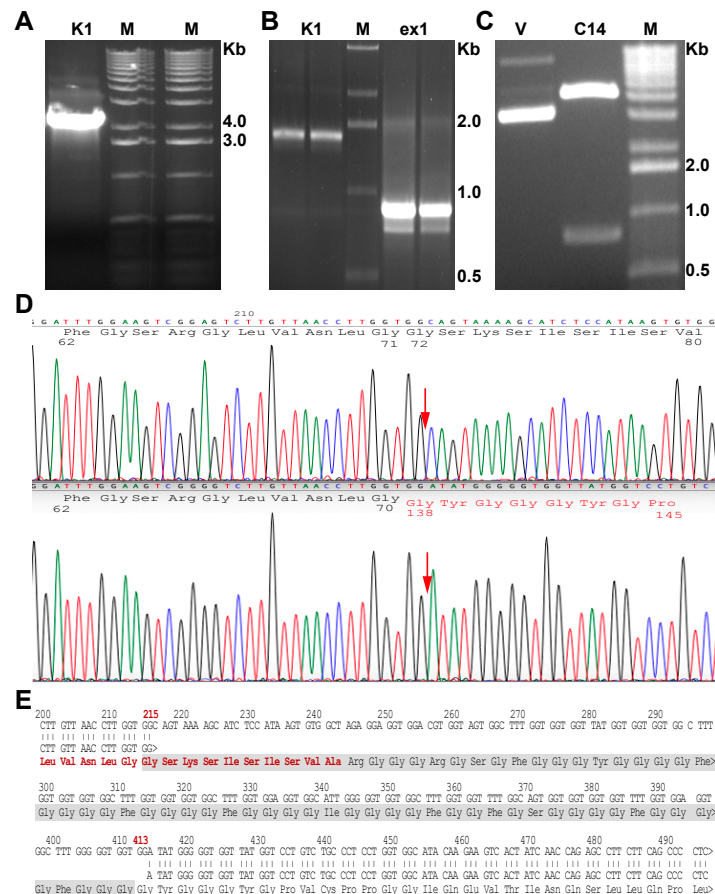 A B C
K1 M M Kb K1 M ex1 Kb V C14 M
4.0
3.0
2.0
1.0
0.5
2.0
1.0
0.5
D
210
G G A T T T G G A A G T C G G A G T C T T G T T A A C C T T G G T G G C A G T A A A A G C A T C T C C A T A A G T G T G G
Phe Gly Ser Arg Gly Leu Val Asn Leu Gly Gly Ser Lys Ser Ile Ser Ile Ser Val
62 71 72 80
G G A T T T G G A A G T C G G G G T C T T G T T A A C C T T G G T G G A T A T G G G G G T G G T T A T G G T C C T G T C
Phe Gly Ser Arg Gly Leu Val Asn Leu Gly Gly Tyr Gly Gly Gly Tyr Gly Pro
62 70 138 145
E
200 210 215 220 230 240 250 260 270 280 290
CTT GTT AAC CTT GGT GGC AGT AAA AGC ATC TCC ATA AGT GTG GCT AGA GGA GGT GGA CGT GGT AGT GGC TTT GGT GGT GGT TAT GGT GGT GGT GGC TTT
CTT GTT AAC CTT GGT GG>
Leu Val Asn Leu Gly Gly Ser Lys Ser Ile Ser Ile Ser Val Ala Arg Gly Gly Gly Arg Gly Ser Gly Phe Gly Gly Gly Tyr Gly Gly Gly Gly Phe>
300 310 320 330 340 350 360 370 380 390
GGT GGT GGT GGC TTT GGT GGT GGT GGC TTT GGT GGA GGT GGC ATT GGG GGT GGT GGC TTT GGT GGT GGT TTT GGC AGT GGT GGT GGT GGT TTT GGT GGA GGT
Gly Gly Gly Gly Phe Gly Gly Gly Gly Phe Gly Gly Gly Gly Ile Gly Gly Gly Gly Phe Gly Gly Gly Phe Gly Ser Gly Gly Gly Gly Phe Gly Gly Gly>
400 410 413 420 430 440 450 460 470 480 490
GGC TTT GGG GGT GGT GGA TAT GGG GGT GGT TAT GGT CCT GTC TGC CCT CCT GGT GGC ATA CAA GAA GTC ACT ATC AAC CAG AGC CTT CTT CAG CCC CTC>
A TAT GGG GGT GGT TAT GGT CCT GTC TGC CCT CCT GGT GGC ATA CAA GAA GTC ACT ATC AAC CAG AGC CTT CTT CAG CCC CTC>
Gly Phe Gly Gly Gly Gly Tyr Gly Gly Gly Tyr Gly Pro Val Cys Pro Pro Gly Gly Ile Gln Glu Val Thr Ile Asn Gln Ser Leu Leu Gln Pro Leu>